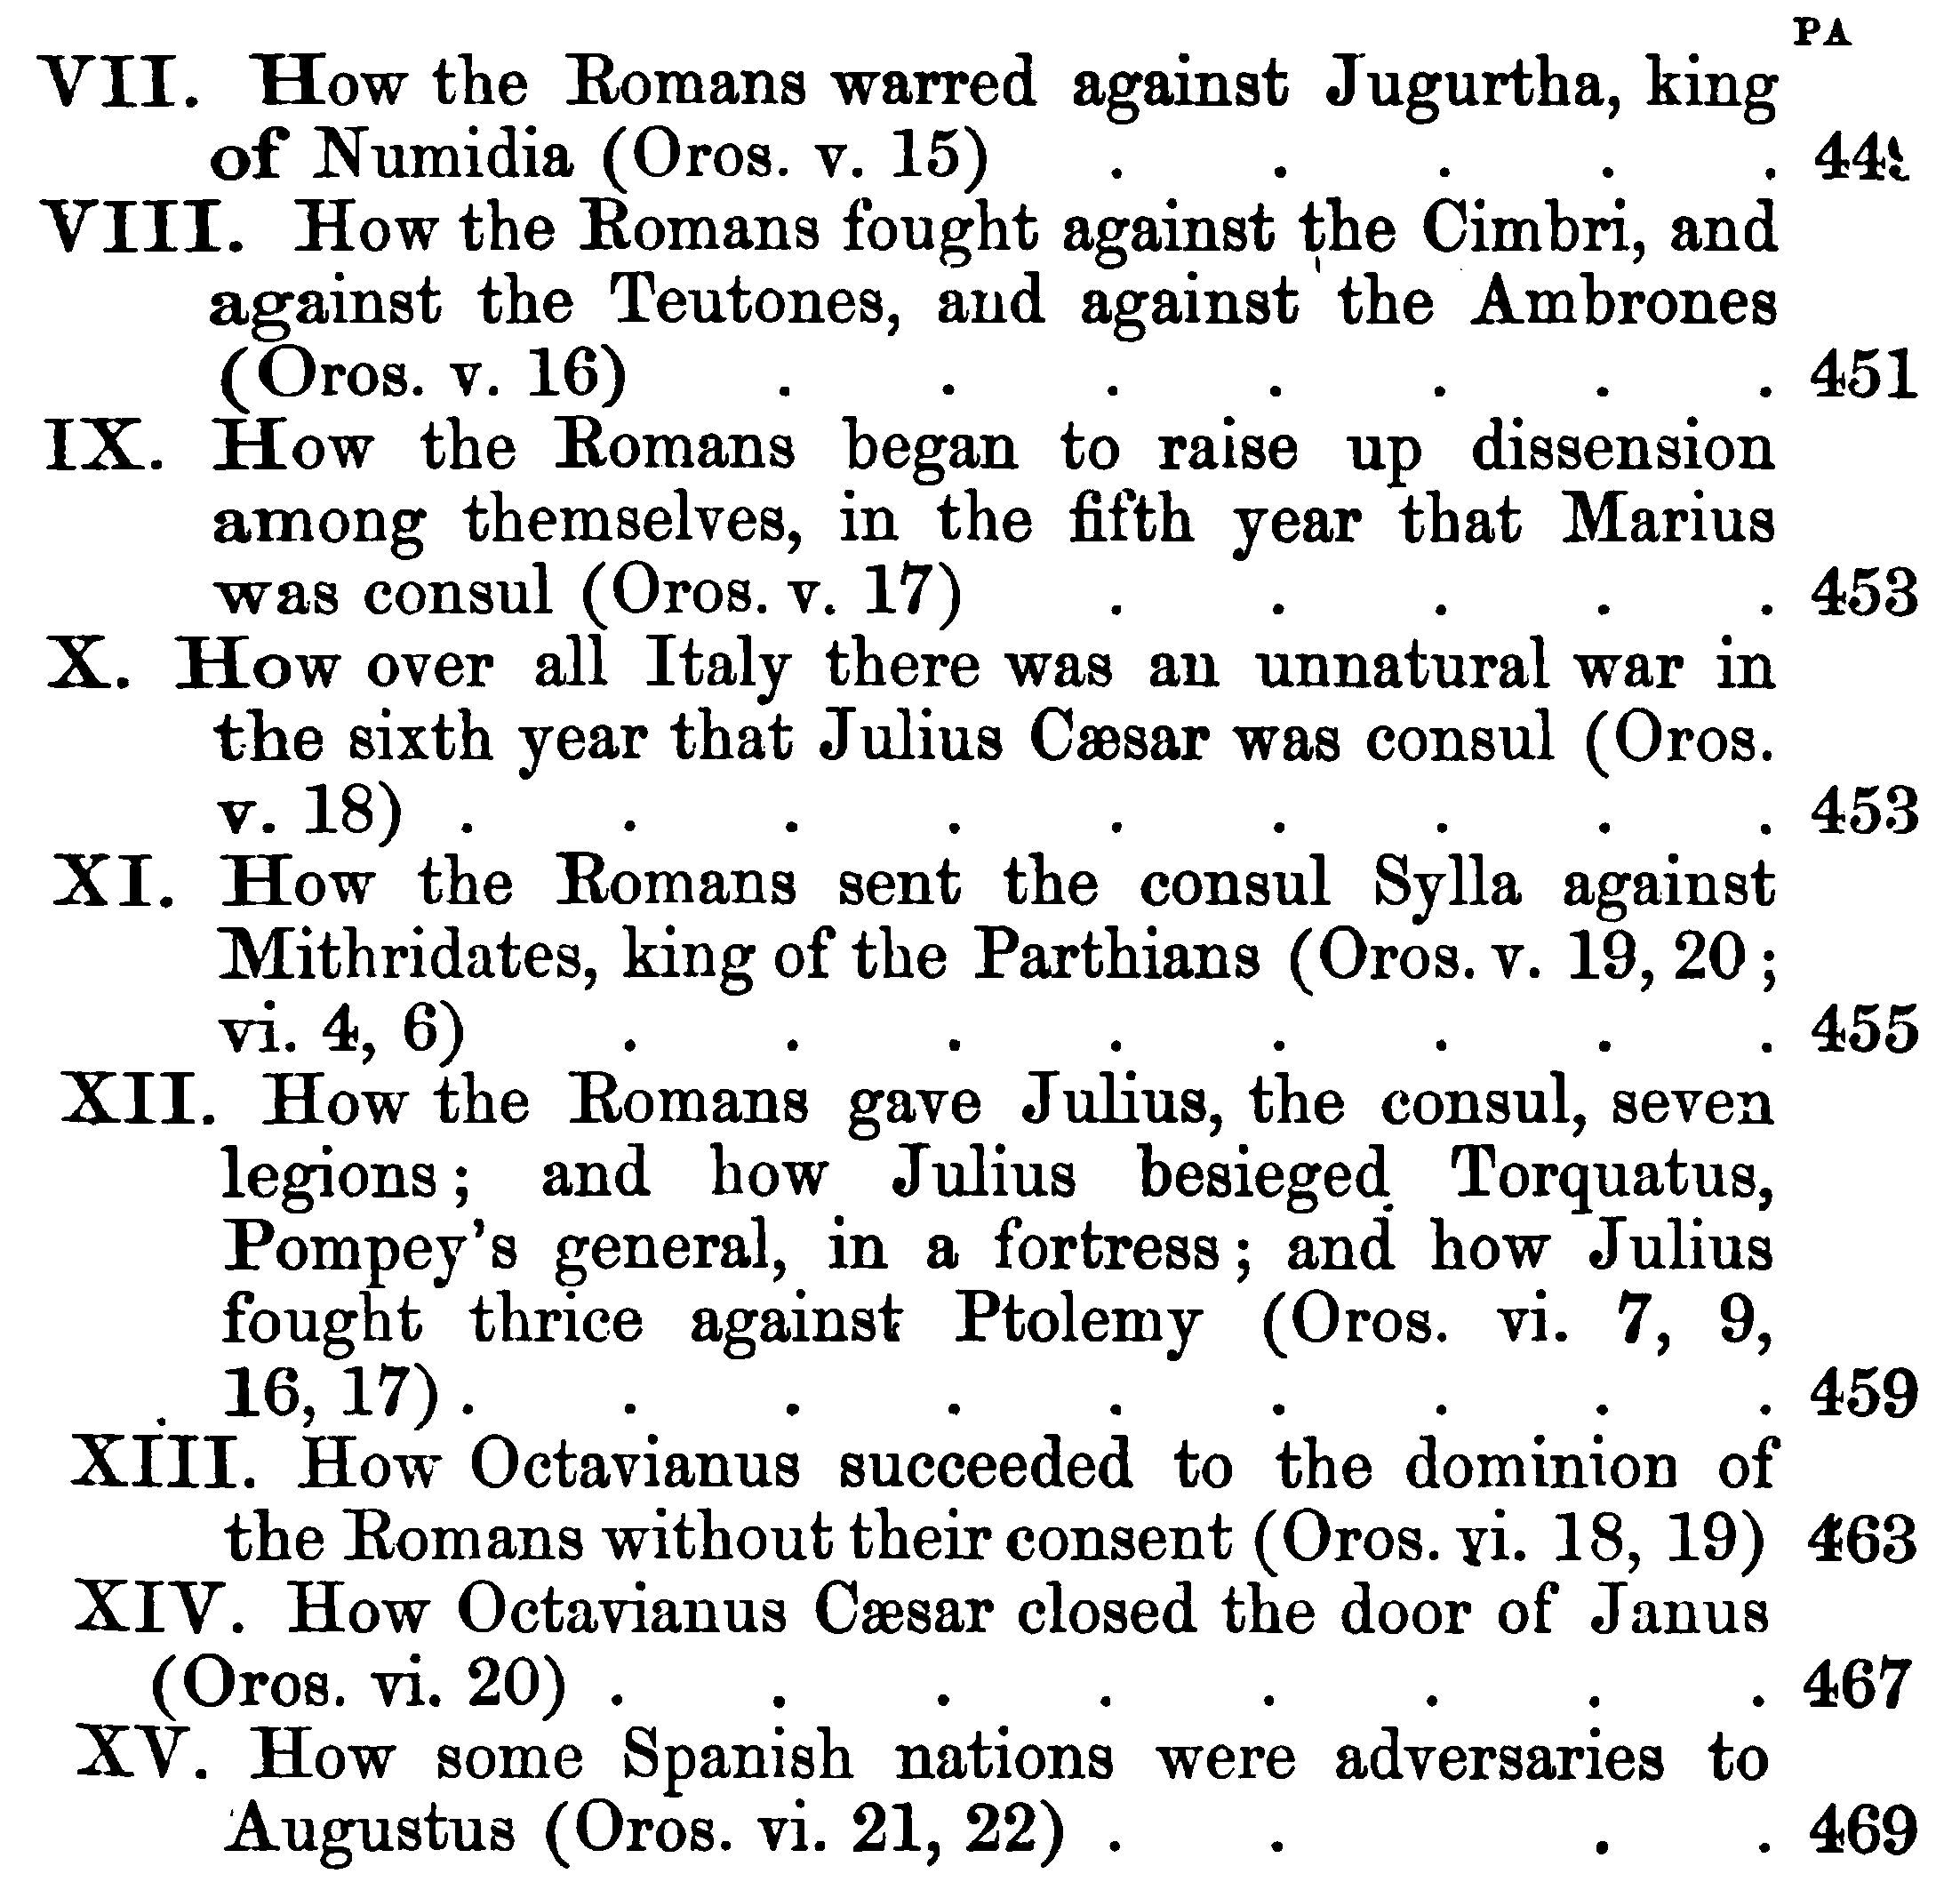 PA
VII. How the Romans warred against Jugurtha, king
of Numidia (Oros. v. 15) . . . . .
VIII. How the Romans fought against the Cimbri, and
against the Teutones, and against the Ambrones
(Oros. v. 16) . . . . . . . 451
IX. How the Romans began to raise up dissension
among themselves, in the fifth year that Marius
was consul (Oros. v. 17) . . . . . 453
X. How over all Italy there was an unnatural war in
the sixth year that Julius Cæsar was consul (Oros.
v. 18) . . . . . . . . . 453
XI. How the Romans sent the consul Sylla against
Mithridates, king of the Parthians (Oros. v. 19, 20 ;
vi. 4, 6) . . . . . . . . 455
XII. How the Romans gave Julius, the consul, seven
legions ; and how Julius besieged Torquatus,
Pompey's general, in a fortress ; and how Julius
fought thrice against Ptolemy (Oros. vi. 7, 9,
16, 17) . . . . . . . . . 459
XIII. How Octavianus succeeded to the dominion of
the Romans without their consent (Oros. vi. 18, 19) 463
XIV. How Octavianus Cæsar closed the door of Janus
(Oros. vi. 20) . . . . . . . . 467
XV. How some Spanish nations were adversaries to
Augustus (Oros. vi. 21, 22) . . . . 469